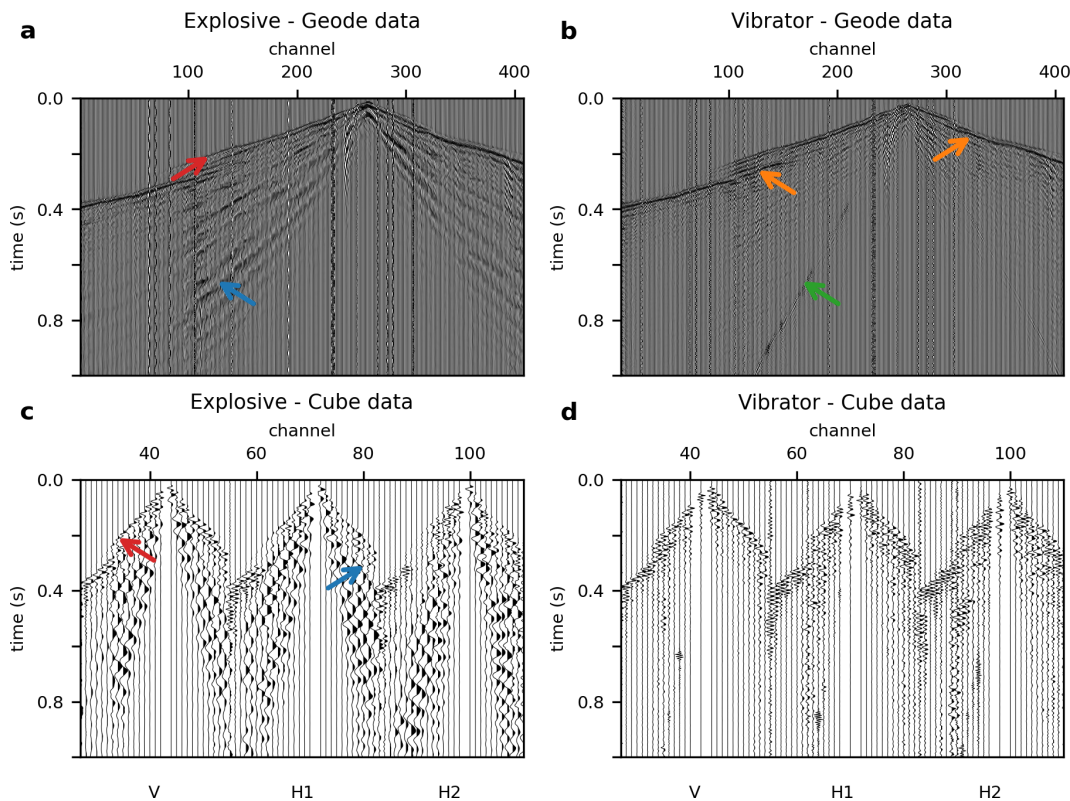 a
Explosive - Geode data
channel
100 200 300 400
0.0
0.4
0.8
time (s)
b
Vibrator - Geode data
channel
100 200 300 400
0.0
0.4
0.8
time (s)
c
Explosive - Cube data
channel
40 60 80 100
0.0
0.4
0.8
time (s)
V H1 H2
d
Vibrator - Cube data
channel
40 60 80 100
0.0
0.4
0.8
time (s)
V H1 H2